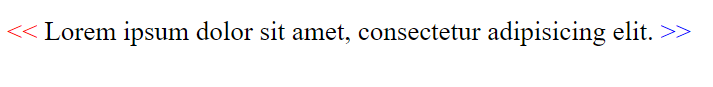 << Lorem ipsum dolor sit amet, consectetur adipisicing elit. >>